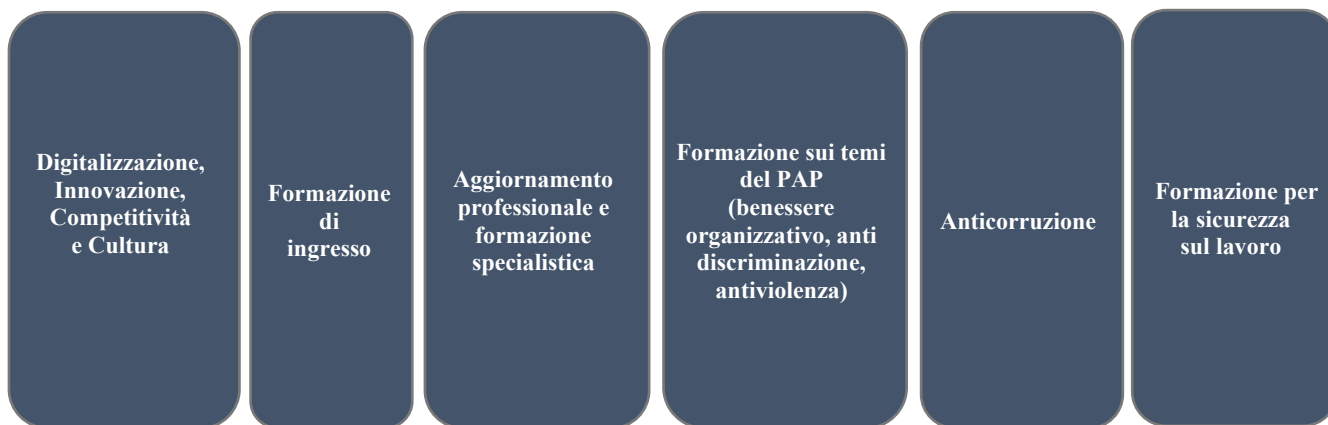 Digitalizzazione,
Innovazione,
Competitività
e Cultura
Formazione
di
ingresso
Aggiornamento
professionale e
formazione
specialistica
Formazione sui temi
del PAP
(benessere
organizzativo, anti
discriminazione,
antiviolenza)
Anticorruzione
Formazione per
la sicurezza
sul lavoro